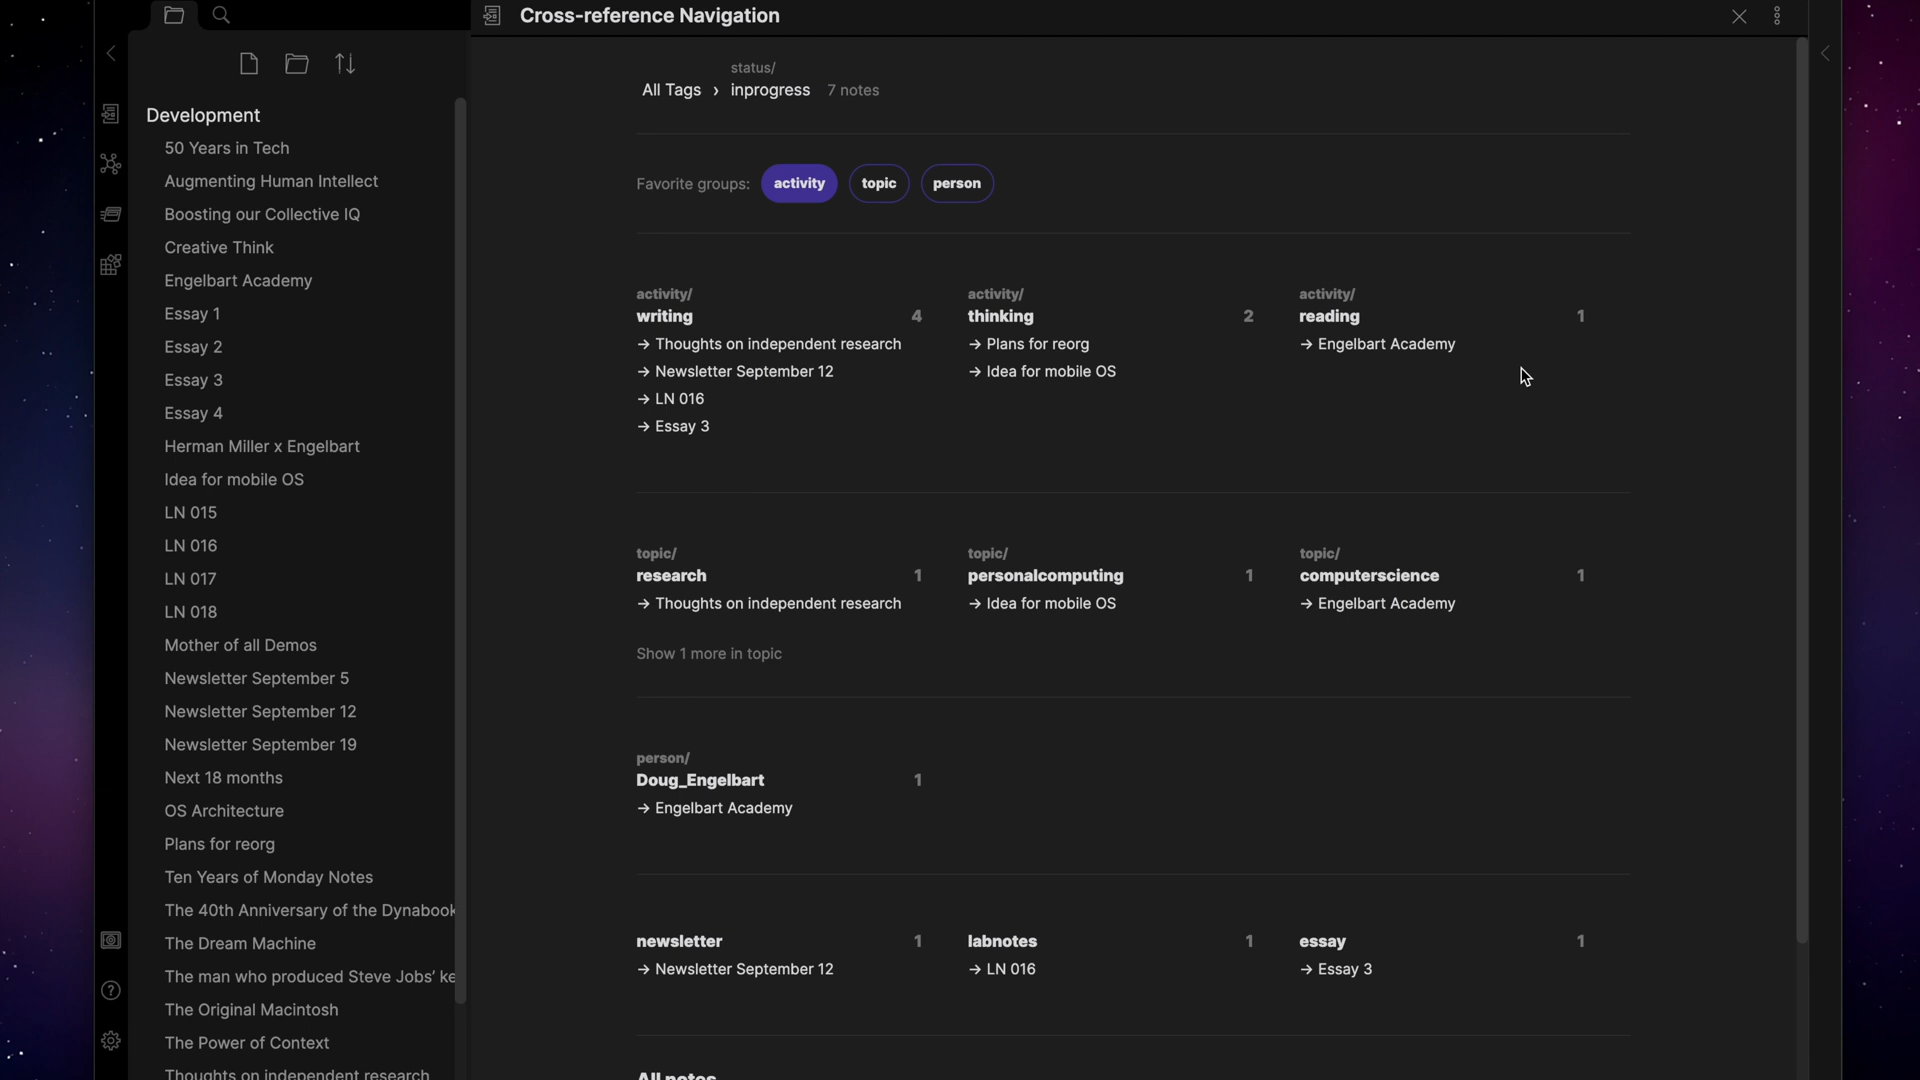 Cross-reference Navigation
Development
50 Years in Tech
Augmenting Human Intellect
Boosting our Collective IQ
Creative Think
Engelbart Academy
Essay 1
Essay 2
Essay 3
Essay 4
Herman Miller x Engelbart
Idea for mobile OS
LN 015
LN 016
LN 017
LN 018
Mother of all Demos
Newsletter September 5
Newsletter September 12
Newsletter September 19
Next 18 months
OS Architecture
Plans for reorg
Ten Years of Monday Notes
The 40th Anniversary of the Dynabook
The Dream Machine
The man who produced Steve Jobs’ ke
The Original Macintosh
The Power of Context
Thoughts on independent research
status/
All Tags › inprogress 7 notes
Favorite groups: activity topic person
activity/
writing 4
→ Thoughts on independent research
→ Newsletter September 12
→ LN 016
→ Essay 3
activity/
thinking 2
→ Plans for reorg
→ Idea for mobile OS
activity/
reading 1
→ Engelbart Academy
topic/
research 1
→ Thoughts on independent research
topic/
personalcomputing 1
→ Idea for mobile OS
topic/
computerscience 1
→ Engelbart Academy
Show 1 more in topic
person/
Doug_Engelbart 1
→ Engelbart Academy
newsletter 1
→ Newsletter September 12
labnotes 1
→ LN 016
essay 1
→ Essay 3
All notes